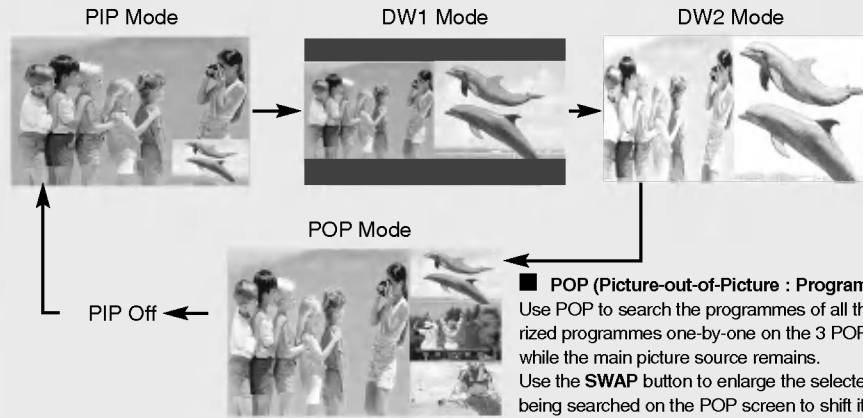 PIP Mode
DW1 Mode
DW2 Mode
POP Mode
PIP Off
■ POP (Picture-out-of-Picture : Program
Use POP to search the programmes of all th
rized programmes one-by-one on the 3 POP
while the main picture source remains.
Use the SWAP button to enlarge the selecte
being searched on the POP screen to shift it